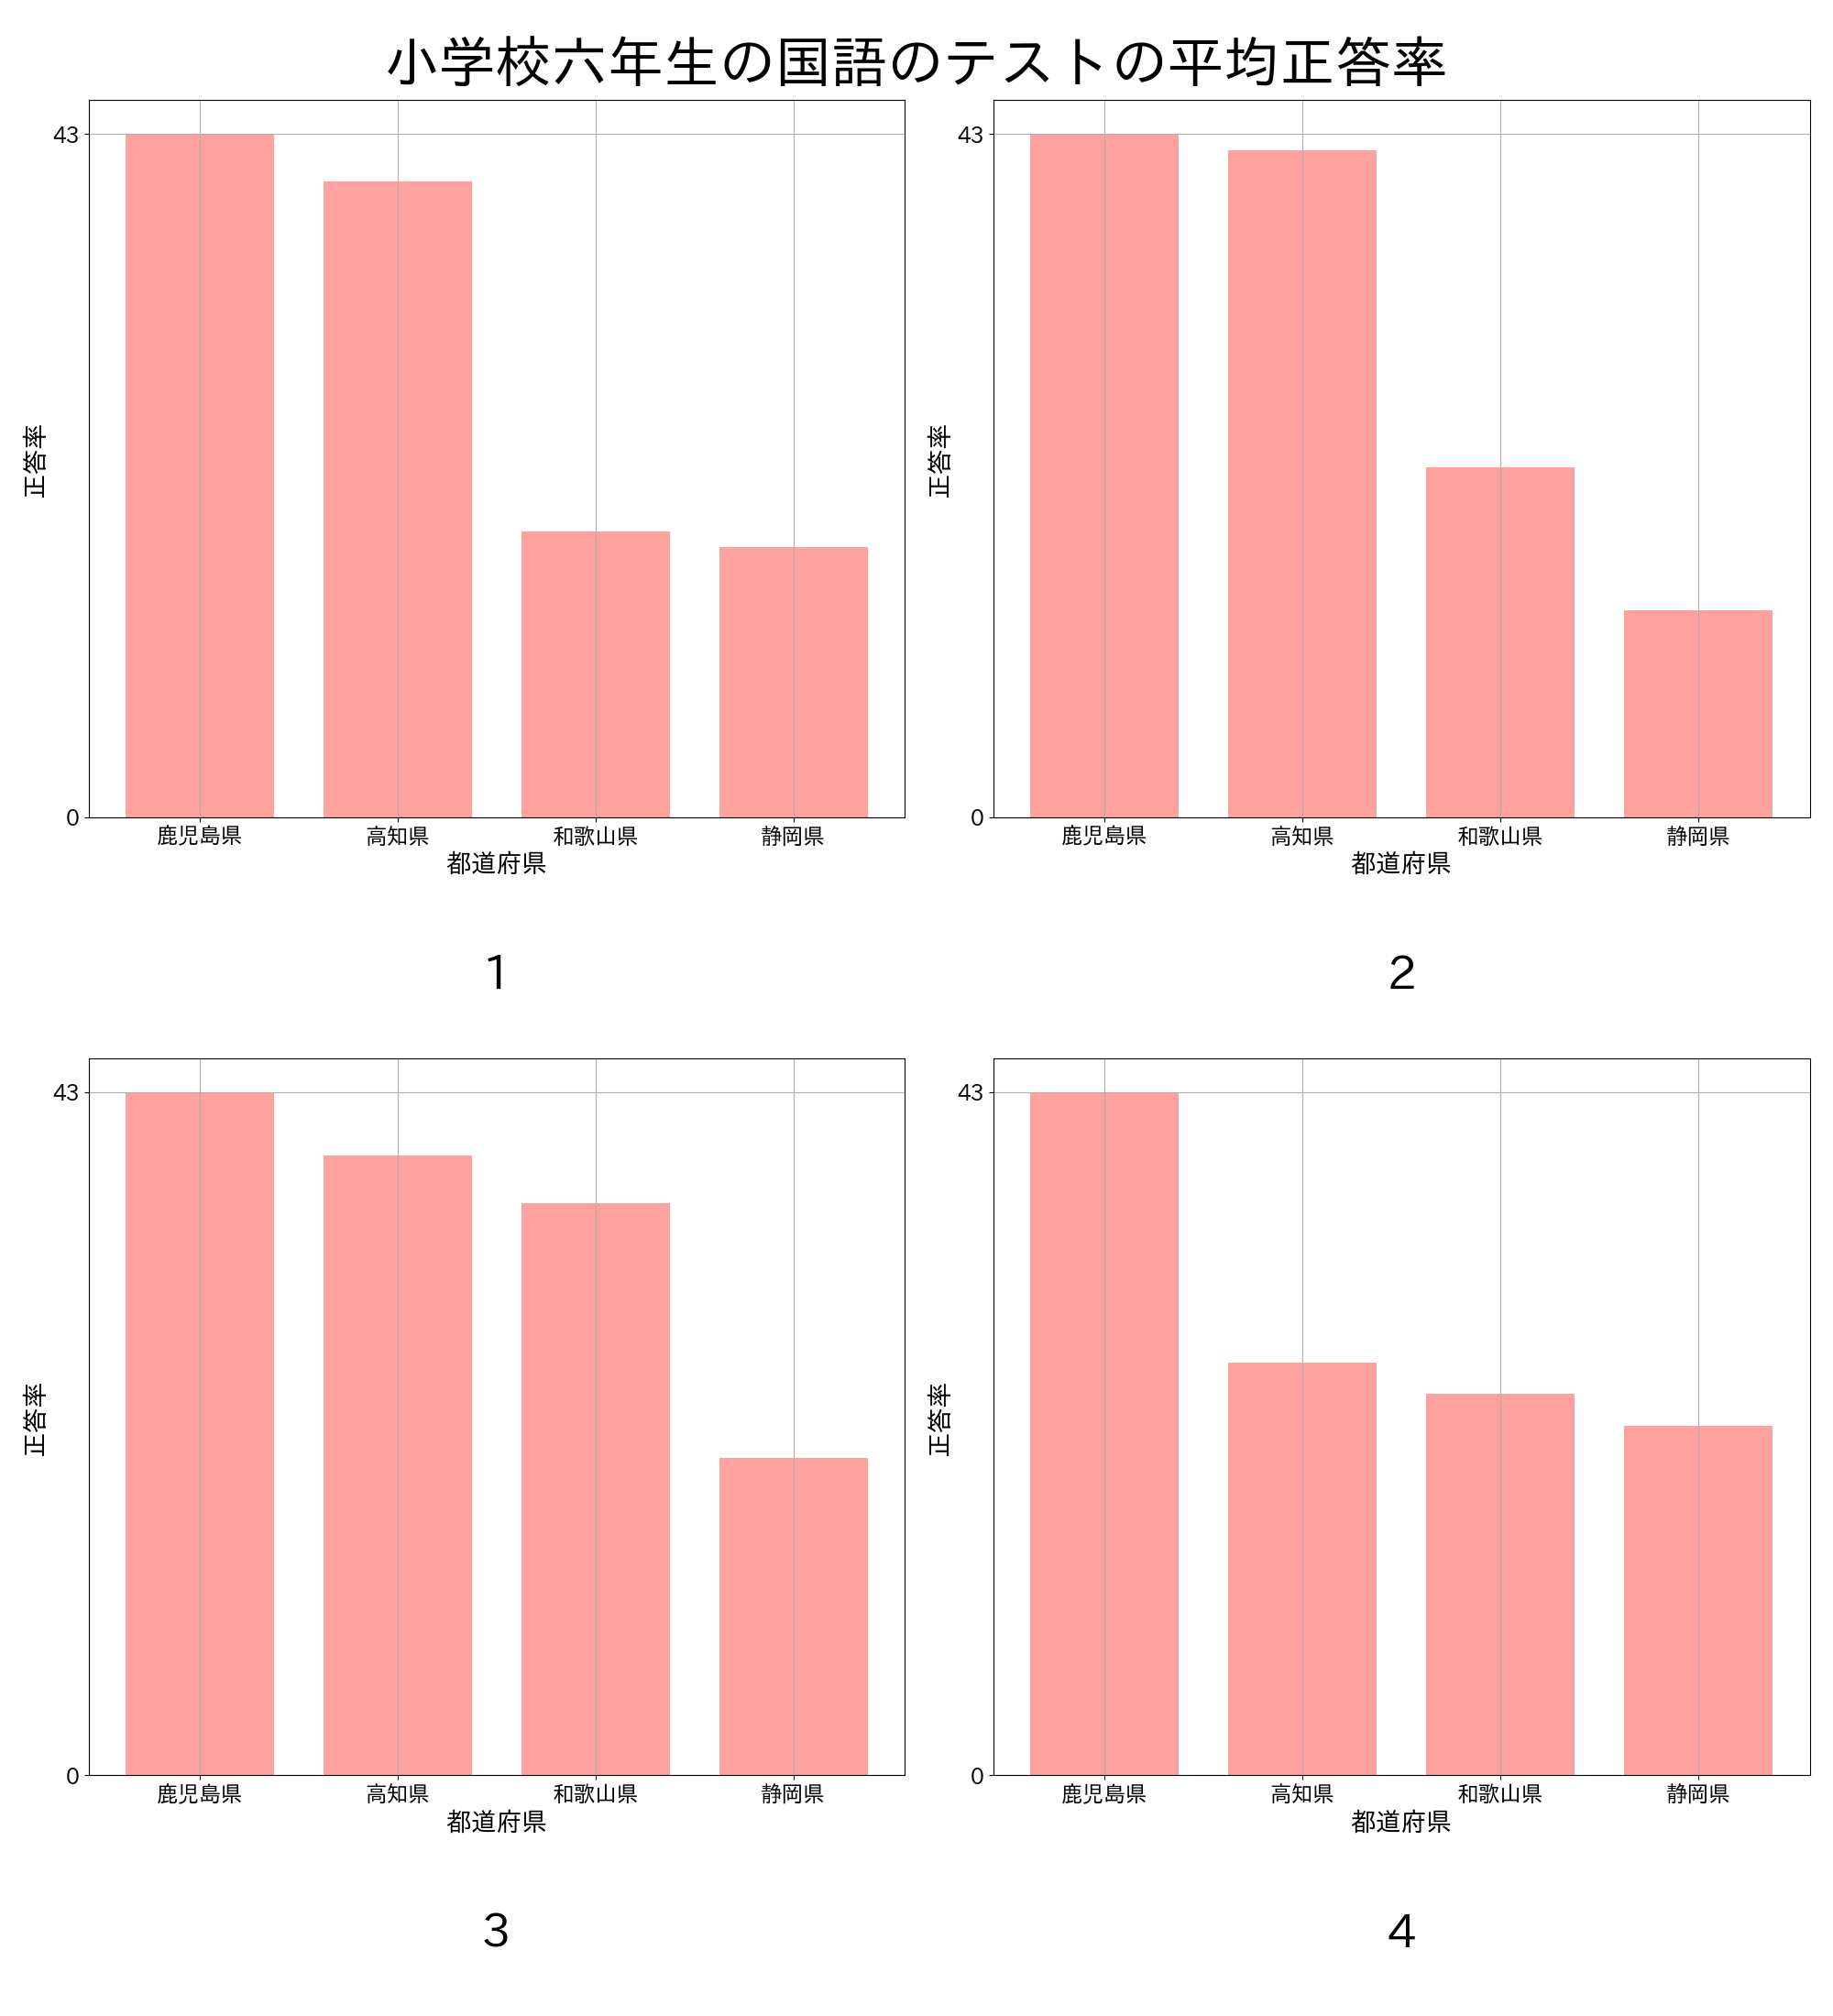 小学校六年生の国語のテストの平均正答率
43
正答率
0
鹿児島県 高知県 和歌山県 静岡県
都道府県
1
43
正答率
0
鹿児島県 高知県 和歌山県 静岡県
都道府県
2
43
正答率
0
鹿児島県 高知県 和歌山県 静岡県
都道府県
3
43
正答率
0
鹿児島県 高知県 和歌山県 静岡県
都道府県
4